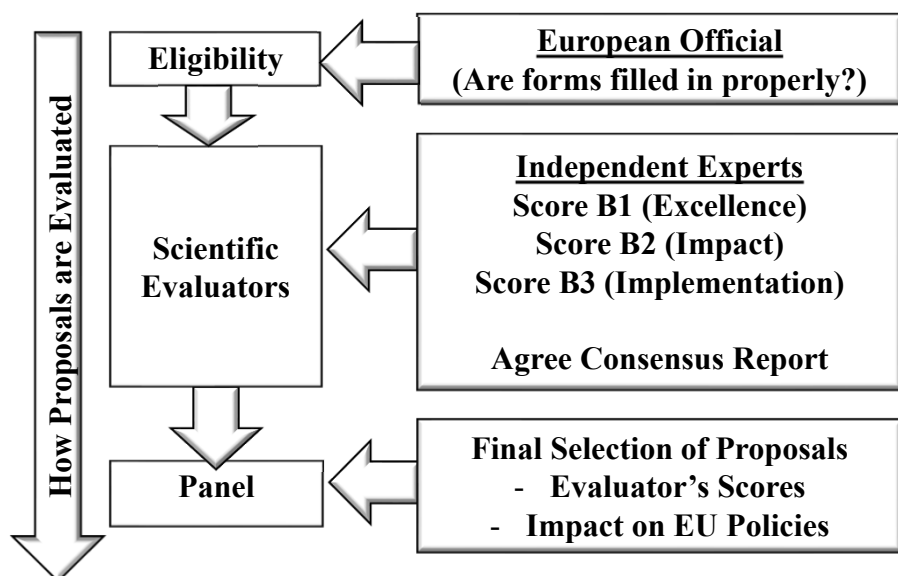 How Proposals are Evaluated
Eligibility
European Official
(Are forms filled in properly?)
Scientific
Evaluators
Independent Experts
Score B1 (Excellence)
Score B2 (Impact)
Score B3 (Implementation)
Agree Consensus Report
Panel
Final Selection of Proposals
- Evaluator’s Scores
- Impact on EU Policies